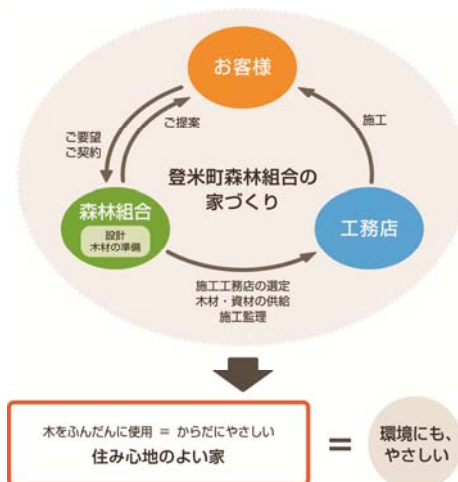 お客様
ご要望
ご契約
ご提案
施工
登米町森林組合の
家づくり
森林組合
設計
木材の準備
工務店
施工工務店の選定
木材・資材の供給
施工監理
木をふんだんに使用 = からだにやさしい
住み心地のよい家
=
環境にも、
やさしい